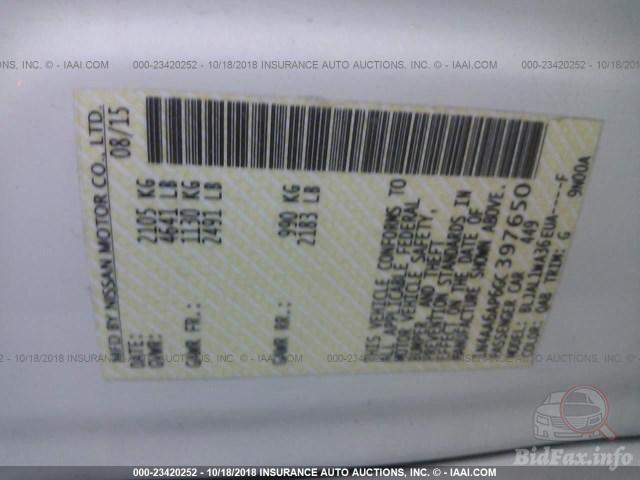 000-23420252 - 10/18/2018 INSURANCE AUTO AUCTIONS, INC. © - IAAI.COM
MFD BY NISSAN MOTOR CO., LTD.
DATE: 08/15
GVWR: 2105 KG
4641 LB
GAWR FR.: 1130 KG
2491 LB
GAWR RR.: 990 KG
2183 LB
THIS VEHICLE CONFORMS TO
ALL APPLICABLE FEDERAL
MOTOR VEHICLE SAFETY,
BUMPER, AND THEFT
PREVENTION STANDARDS IN
EFFECT ON THE DATE OF
MANUFACTURE SHOWN ABOVE.
1N4AA6AP6GC397650
PASSENGER CAR 449
MODEL: BLJALTWA36EUA-----F
COLOR: QAB TRIM: G 9N00A
BidFax.info
000-23420252 - 10/18/2018 INSURANCE AUTO AUCTIONS, INC. © - IAAI.COM